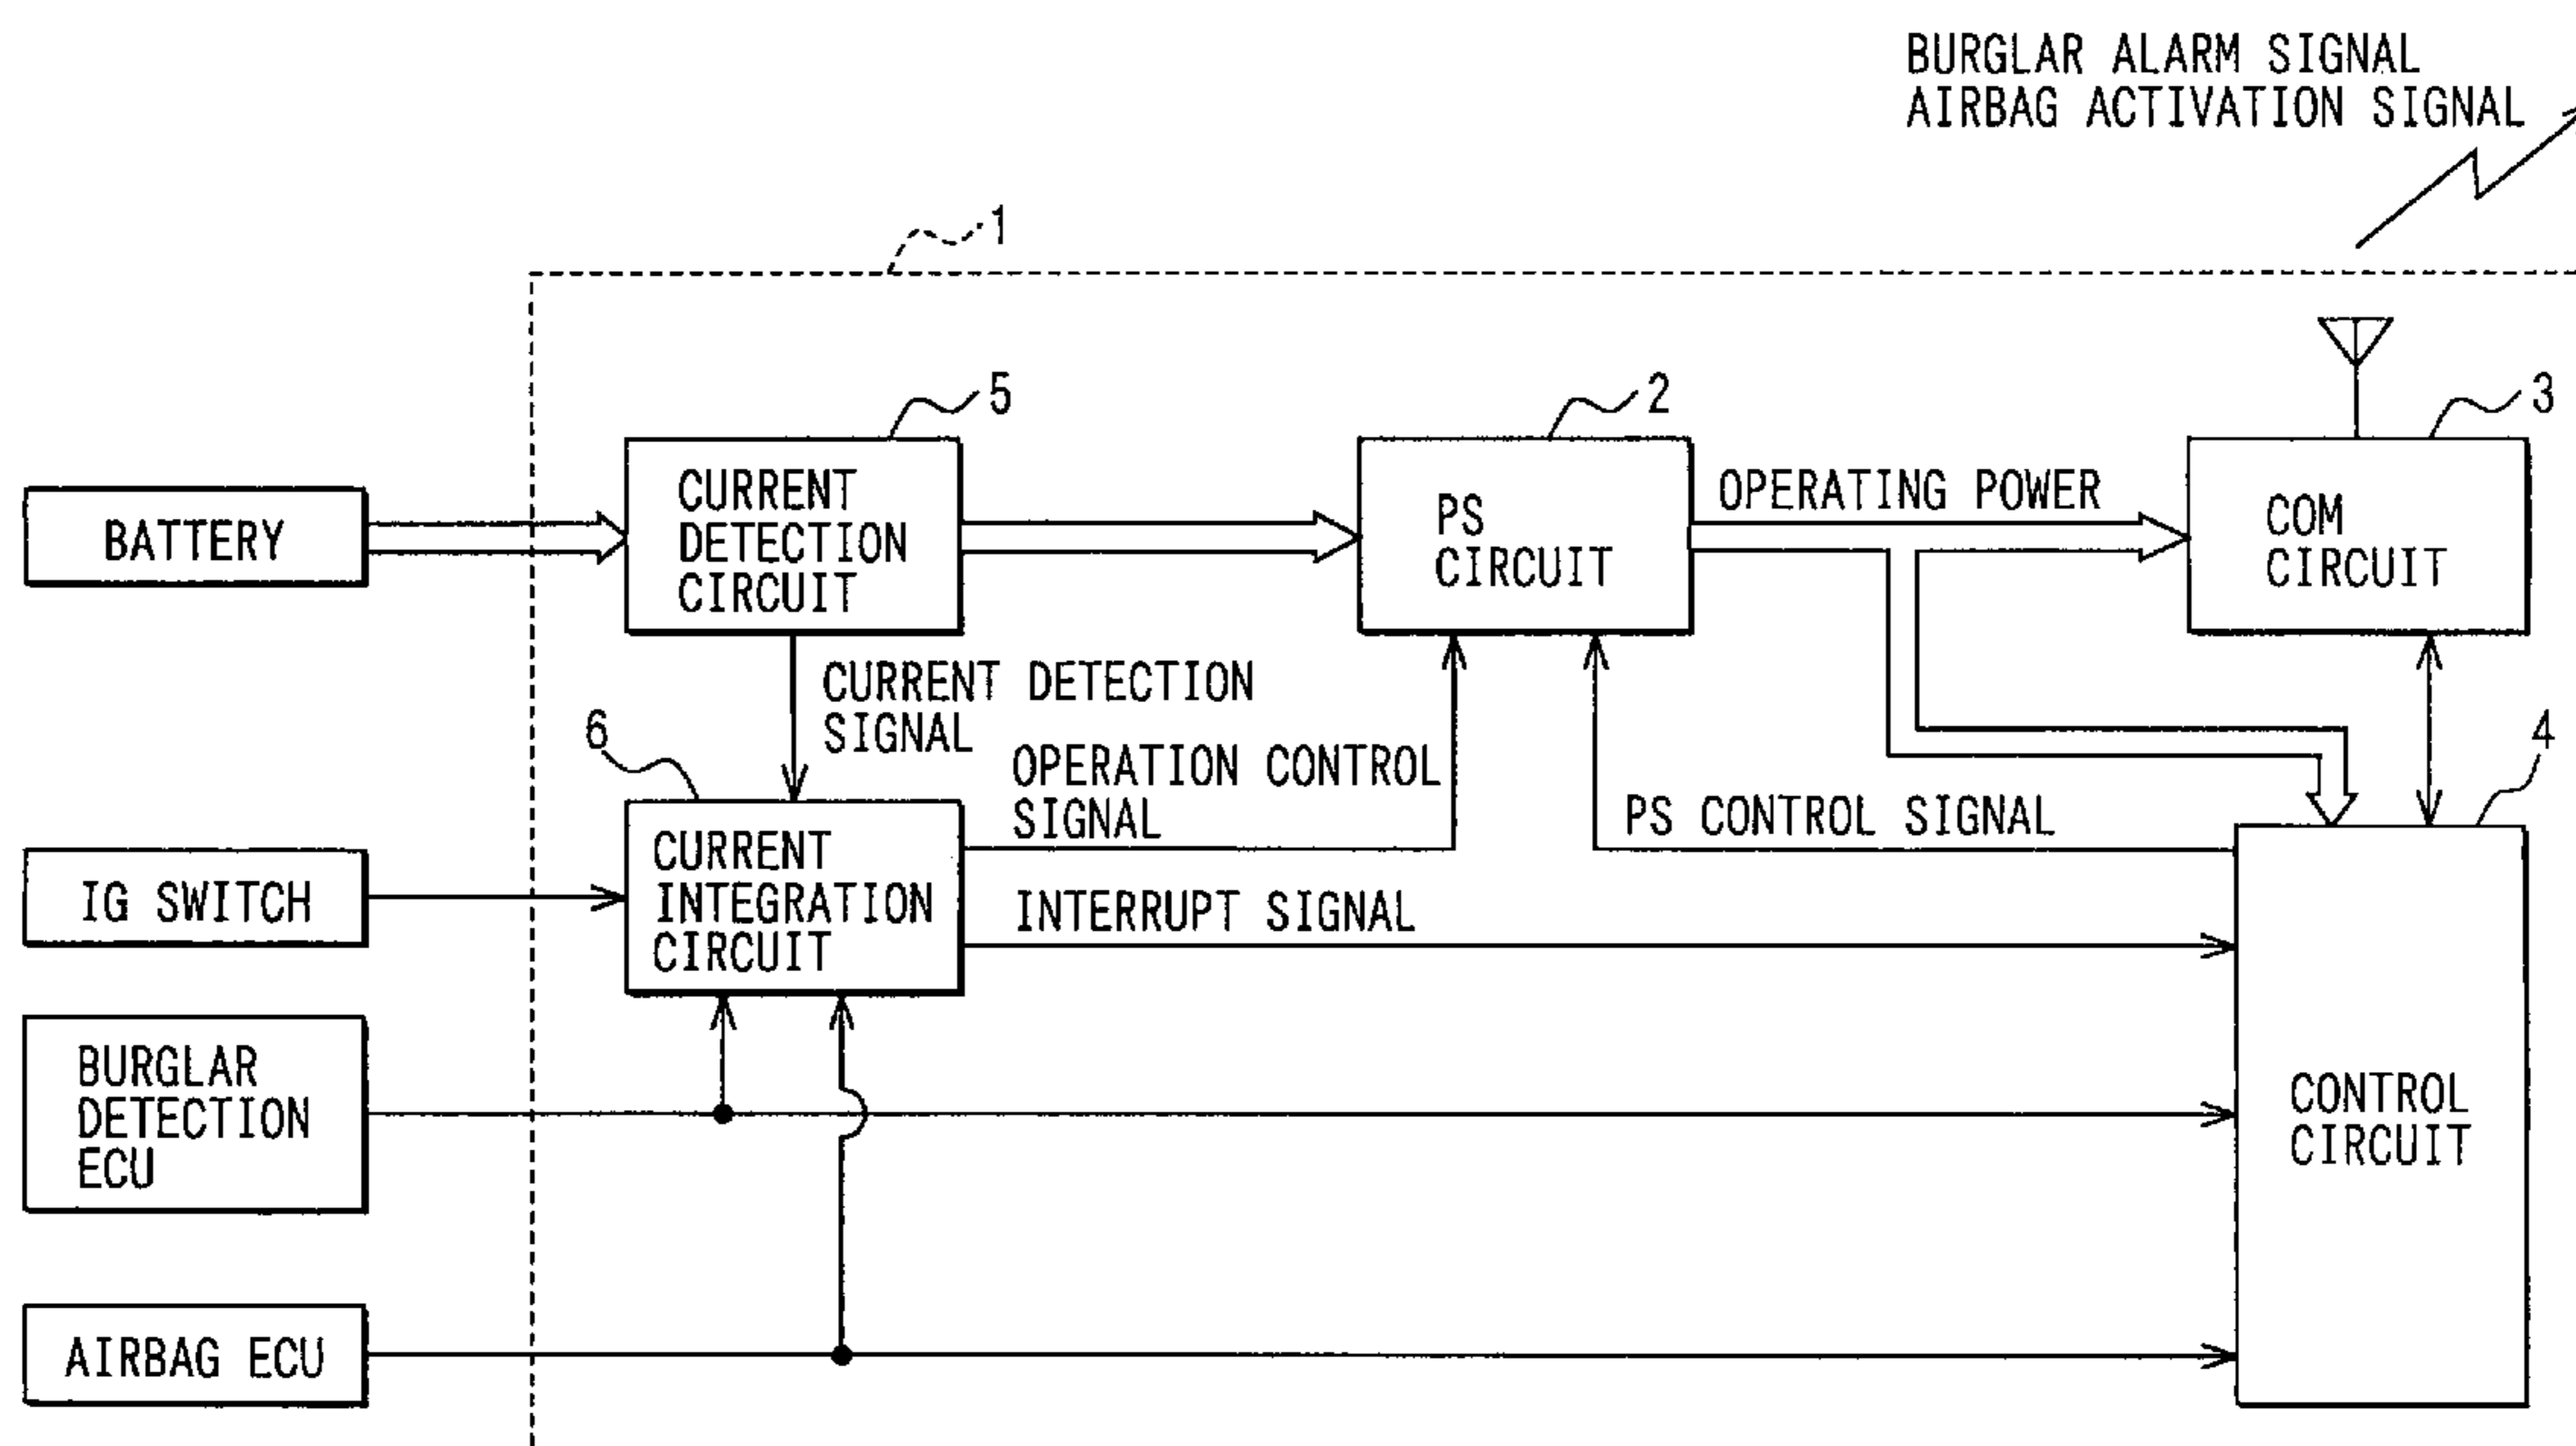 BURGLAR ALARM SIGNAL
AIRBAG ACTIVATION SIGNAL
1
5
2
3
BATTERY
CURRENT
DETECTION
CIRCUIT
PS
CIRCUIT
OPERATING POWER
COM
CIRCUIT
CURRENT DETECTION
SIGNAL
6
OPERATION CONTROL
SIGNAL
PS CONTROL SIGNAL
4
IG SWITCH
CURRENT
INTEGRATION
CIRCUIT
INTERRUPT SIGNAL
BURGLAR
DETECTION
ECU
CONTROL
CIRCUIT
AIRBAG ECU